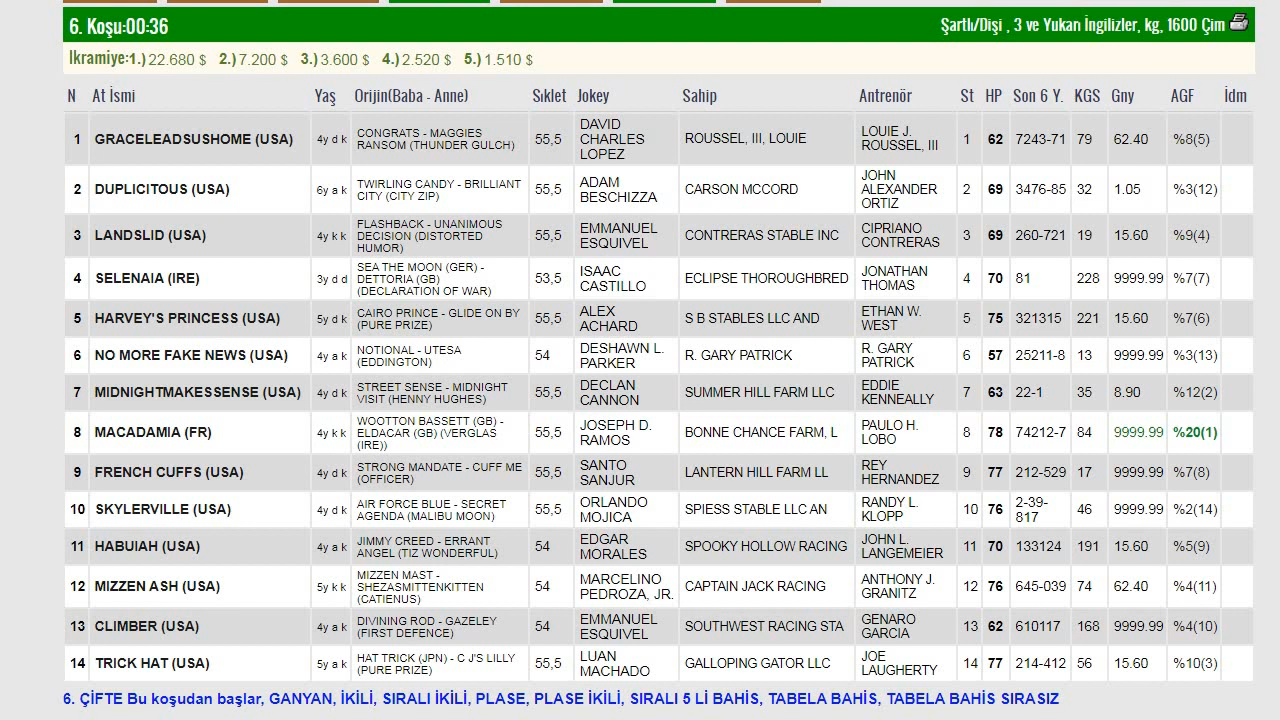 6. Koşu:00:36
Şartlı/Dişi , 3 ve Yukarı İngilizler, kg, 1600 Çim
İkramiye:1.) 22.680 $ 2.) 7.200 $ 3.) 3.600 $ 4.) 2.520 $ 5.) 1.510 $
N At İsmi Yaş Orijin(Baba - Anne) Sıklet Jokey Sahip Antrenör St HP Son 6 Y. KGS Gny AGF İdm
1 GRACELEADSUSHOME (USA) 4y d k CONGRATS - MAGGIES RANSOM (THUNDER GULCH) 55,5 DAVID CHARLES LOPEZ ROUSSEL, III, LOUIE LOUIE J. ROUSSEL, III 1 62 7243-71 79 62.40 %8(5)
2 DUPLICITOUS (USA) 6y a k TWIRLING CANDY - BRILLIANT CITY (CITY ZIP) 55,5 ADAM BESCHIZZA CARSON MCCORD JOHN ALEXANDER ORTIZ 2 69 3476-85 32 1.05 %3(12)
3 LANDSLID (USA) 4y k k FLASHBACK - UNANIMOUS DECISION (DISTORTED HUMOR) 55,5 EMMANUEL ESQUIVEL CONTRERAS STABLE INC CIPRIANO CONTRERAS 3 69 260-721 19 15.60 %9(4)
4 SELENAIA (IRE) 3y d d SEA THE MOON (GER) - DETTORIA (GB) (DECLARATION OF WAR) 53,5 ISAAC CASTILLO ECLIPSE THOROUGHBRED JONATHAN THOMAS 4 70 81 228 9999.99 %7(7)
5 HARVEY'S PRINCESS (USA) 5y d k CAIRO PRINCE - GLIDE ON BY (PURE PRIZE) 55,5 ALEX ACHARD S B STABLES LLC AND ETHAN W. WEST 5 75 321315 221 15.60 %7(6)
6 NO MORE FAKE NEWS (USA) 4y a k NOTIONAL - UTESA (EDDINGTON) 54 DESHAWN L. PARKER R. GARY PATRICK R. GARY PATRICK 6 57 25211-8 13 9999.99 %3(13)
7 MIDNIGHTMAKESSENSE (USA) 4y d k STREET SENSE - MIDNIGHT VISIT (HENNY HUGHES) 55,5 DECLAN CANNON SUMMER HILL FARM LLC EDDIE KENNEALLY 7 63 22-1 35 8.90 %12(2)
8 MACADAMIA (FR) 4y k k WOOTTON BASSETT (GB) - ELDACAR (GB) (VERGLAS (IRE)) 55,5 JOSEPH D. RAMOS BONNE CHANCE FARM, L PAULO H. LOBO 8 78 74212-7 84 9999.99 %20(1)
9 FRENCH CUFFS (USA) 4y d k STRONG MANDATE - CUFF ME (OFFICER) 55,5 SANTO SANJUR LANTERN HILL FARM LL REY HERNANDEZ 9 77 212-529 17 9999.99 %7(8)
10 SKYLERVILLE (USA) 4y d k AIR FORCE BLUE - SECRET AGENDA (MALIBU MOON) 55,5 ORLANDO MOJICA SPIESS STABLE LLC AN RANDY L. KLOPP 10 76 2-39-817 46 9999.99 %2(14)
11 HABUIAH (USA) 4y a k JIMMY CREED - ERRANT ANGEL (TIZ WONDERFUL) 54 EDGAR MORALES SPOOKY HOLLOW RACING JOHN L. LANGEMEIER 11 70 133124 191 15.60 %5(9)
12 MIZZEN ASH (USA) 5y k k MIZZEN MAST - SHEZASMITTENKITTEN (CATIENUS) 54 MARCELINO PEDROZA, JR. CAPTAIN JACK RACING ANTHONY J. GRANITZ 12 76 645-039 74 62.40 %4(11)
13 CLIMBER (USA) 4y a k DIVINING ROD - GAZELEY (FIRST DEFENCE) 54 EMMANUEL ESQUIVEL SOUTHWEST RACING STA GENARO GARCIA 13 62 610117 168 9999.99 %4(10)
14 TRICK HAT (USA) 5y a k HAT TRICK (JPN) - C J'S LILLY (PURE PRIZE) 55,5 LUAN MACHADO GALLOPING GATOR LLC JOE LAUGHERTY 14 77 214-412 56 15.60 %10(3)
6. ÇİFTE Bu koşudan başlar, GANYAN, İKİLİ, SIRALI İKİLİ, PLASE, PLASE İKİLİ, SIRALI 5 Lİ BAHİS, TABELA BAHİS, TABELA BAHİS SIRASIZ